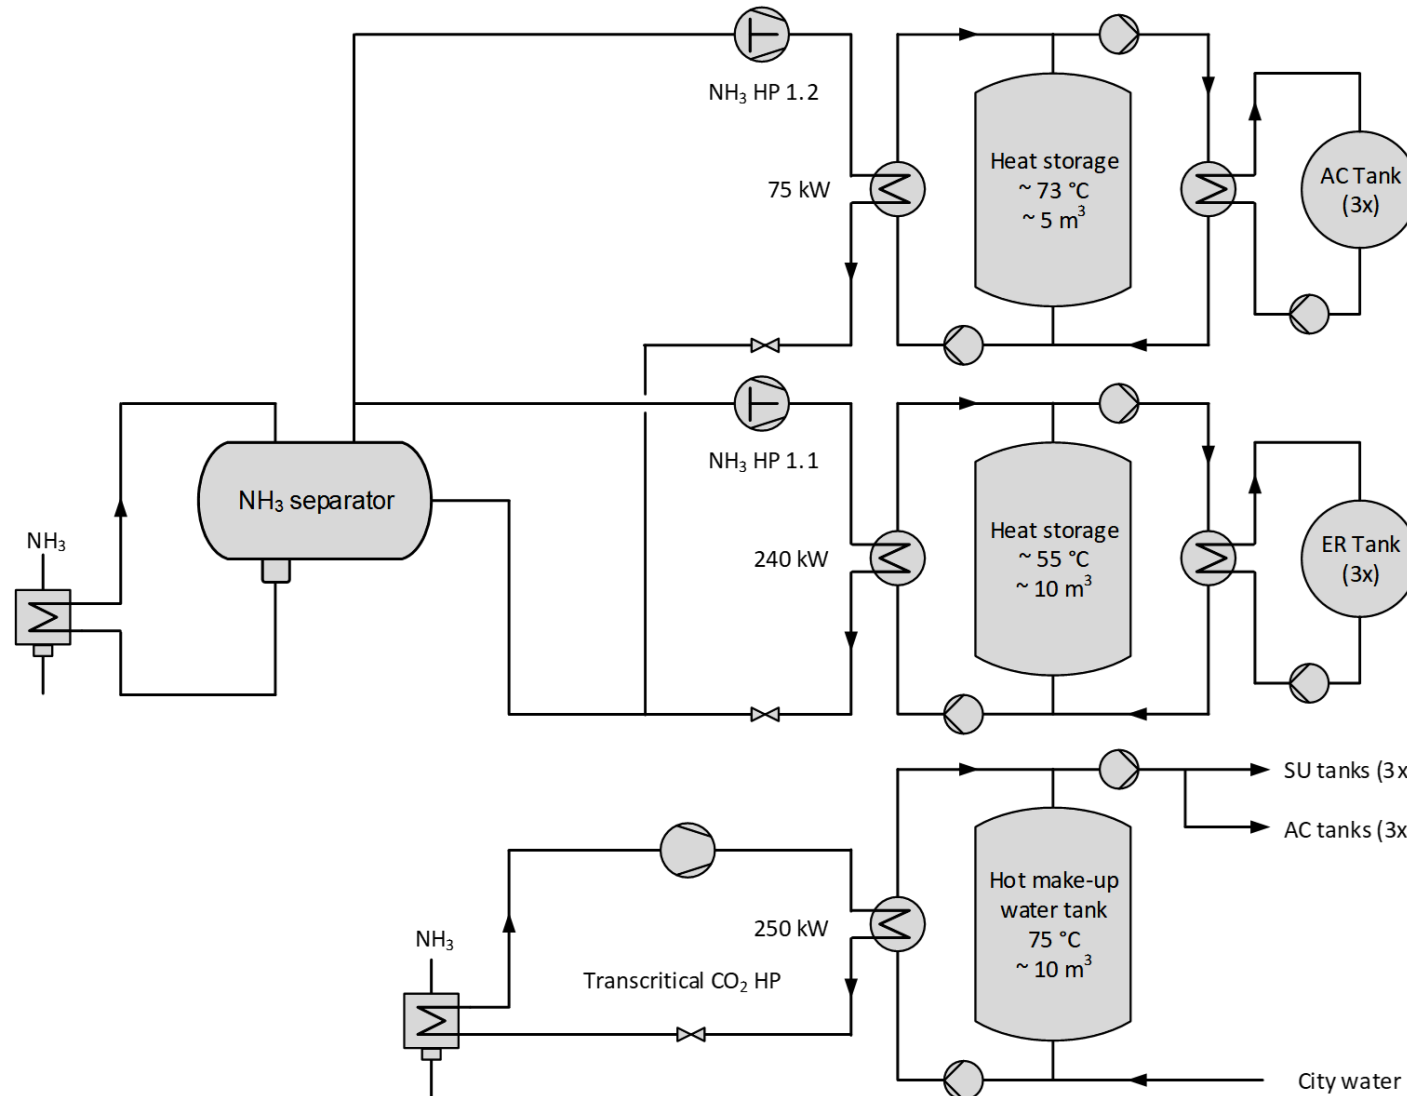 NH₃ HP 1.2
75 kW
Heat storage
~ 73 °C
~ 5 m³
AC Tank
(3x)
NH₃ HP 1.1
NH₃ separator
NH₃
240 kW
Heat storage
~ 55 °C
~ 10 m³
ER Tank
(3x)
SU tanks (3x
AC tanks (3x
250 kW
Hot make-up
water tank
75 °C
~ 10 m³
NH₃
Transcritical CO₂ HP
City water